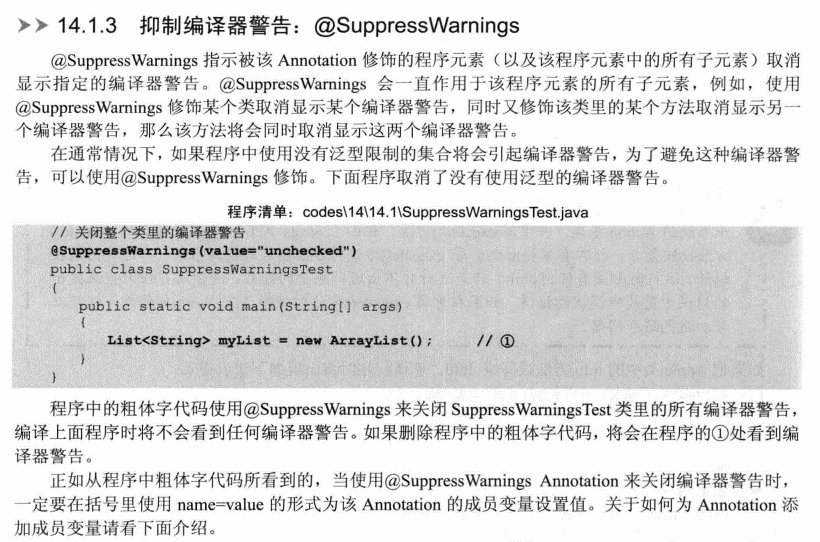 >> 14.1.3 抑制编译器警告：@SuppressWarnings
@SuppressWarnings 指示被该 Annotation 修饰的程序元素（以及该程序元素中的所有子元素）取消
显示指定的编译器警告。@SuppressWarnings 会一直作用于该程序元素的所有子元素，例如，使用
@SuppressWarnings 修饰某个类取消显示某个编译器警告，同时又修饰该类里的某个方法取消显示另一
个编译器警告，那么该方法将会同时取消显示这两个编译器警告。
在通常情况下，如果程序中使用没有泛型限制的集合将会引起编译器警告，为了避免这种编译器警
告，可以使用@SuppressWarnings 修饰。下面程序取消了没有使用泛型的编译器警告。
程序清单：codes\14\14.1\SuppressWarningsTest.java
// 关闭整个类里的编译器警告
@SuppressWarnings(value="unchecked")
public class SuppressWarningsTest
{
public static void main(String[] args)
{
List<String> myList = new ArrayList(); // ①
}
}
程序中的粗体字代码使用@SuppressWarnings 来关闭 SuppressWarningsTest 类里的所有编译器警告，
编译上面程序时将不会看到任何编译器警告。如果删除程序中的粗体字代码，将会在程序的①处看到编
译器警告。
正如从程序中粗体字代码所看到的，当使用@SuppressWarnings Annotation 来关闭编译器警告时，
一定要在括号里使用 name=value 的形式为该 Annotation 的成员变量设置值。关于如何为 Annotation 添
加成员变量请看下面介绍。